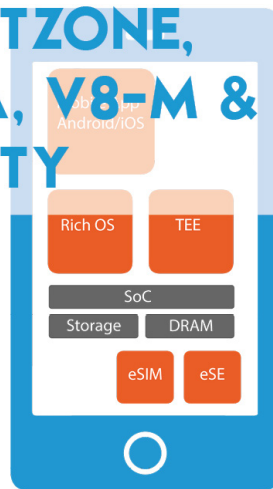 TZONE,
, V8-M &
Android/iOS
TY
Rich OS TEE
SoC
Storage DRAM
eSIM eSE